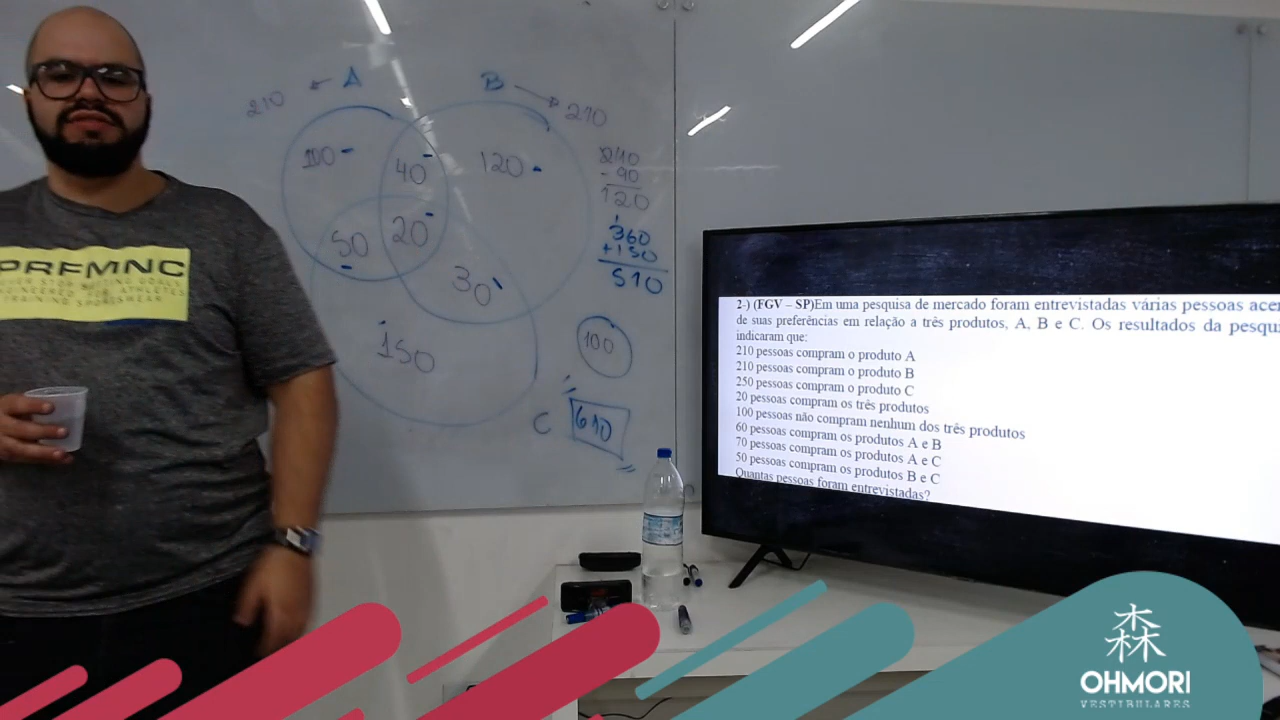 A
B
210
210
100
40
120
50
20
30
150
C
210
- 90
120
360
+150
510
100
610
PREMNC
2-) (FGV – SP)Em uma pesquisa de mercado foram entrevistadas várias pessoas
de suas preferências em relação a três produtos, A, B e C. Os resultados da
indicaram que:
210 pessoas compram o produto A
210 pessoas compram o produto B
250 pessoas compram o produto C
20 pessoas compram os três produtos
100 pessoas não compram nenhum dos três produtos
60 pessoas compram os produtos A e B
70 pessoas compram os produtos A e C
50 pessoas compram os produtos B e C
Quantas pessoas foram entrevistadas?
森
OHMORI
VESTIBULARES